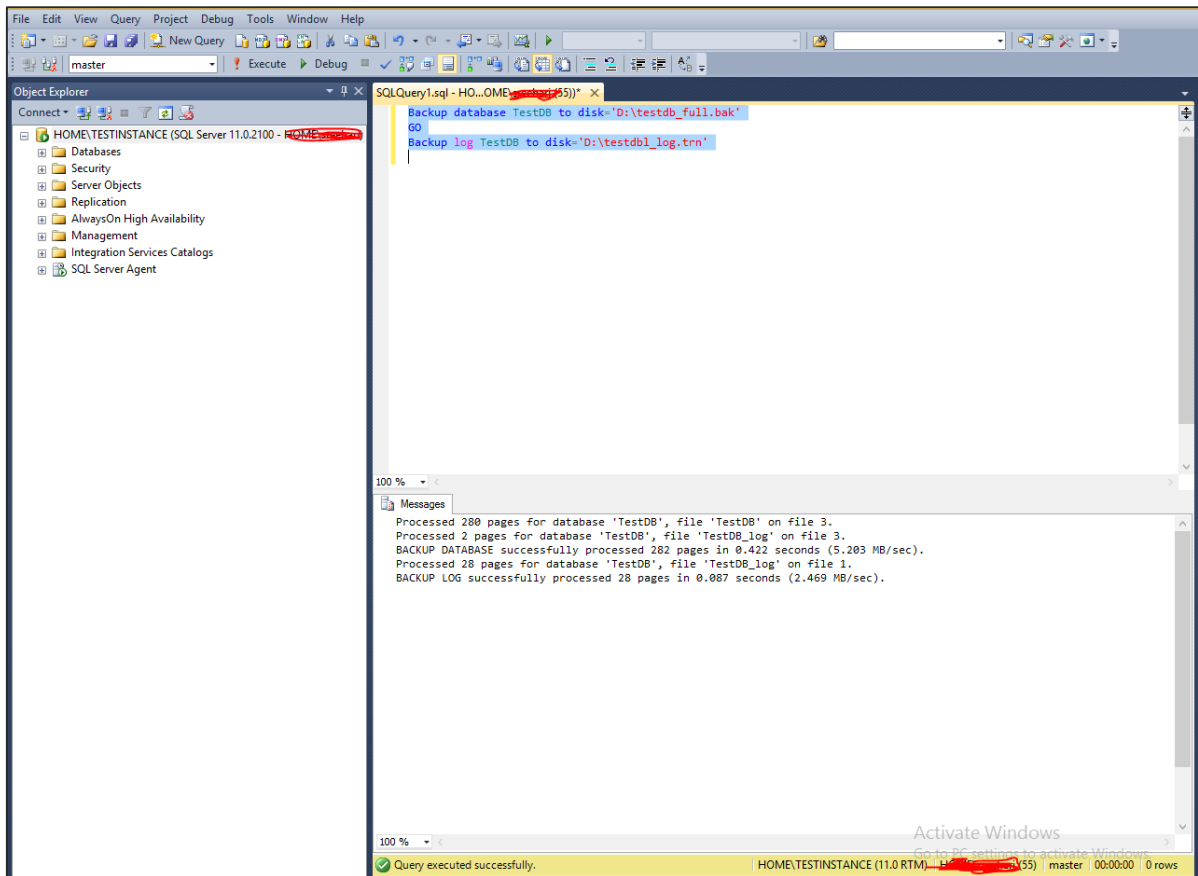 File Edit View Query Project Debug Tools Window Help
New Query
master Execute Debug
Object Explorer
SQLQuery1.sql - HO...OME\ (55))*
Connect
HOME\TESTINSTANCE (SQL Server 11.0.2100 -
Databases
Security
Server Objects
Replication
AlwaysOn High Availability
Management
Integration Services Catalogs
SQL Server Agent
Backup database TestDB to disk='D:\testdb_full.bak'
GO
Backup log TestDB to disk='D:\testdbl_log.trn'
100 %
Messages
Processed 280 pages for database 'TestDB', file 'TestDB' on file 3.
Processed 2 pages for database 'TestDB', file 'TestDB_log' on file 3.
BACKUP DATABASE successfully processed 282 pages in 0.422 seconds (5.203 MB/sec).
Processed 28 pages for database 'TestDB', file 'TestDB_log' on file 1.
BACKUP LOG successfully processed 28 pages in 0.087 seconds (2.469 MB/sec).
100 %
Activate Windows
Go to PC settings to activate Windows.
Query executed successfully. HOME\TESTINSTANCE (11.0 RTM) (55) master 00:00:00 0 rows